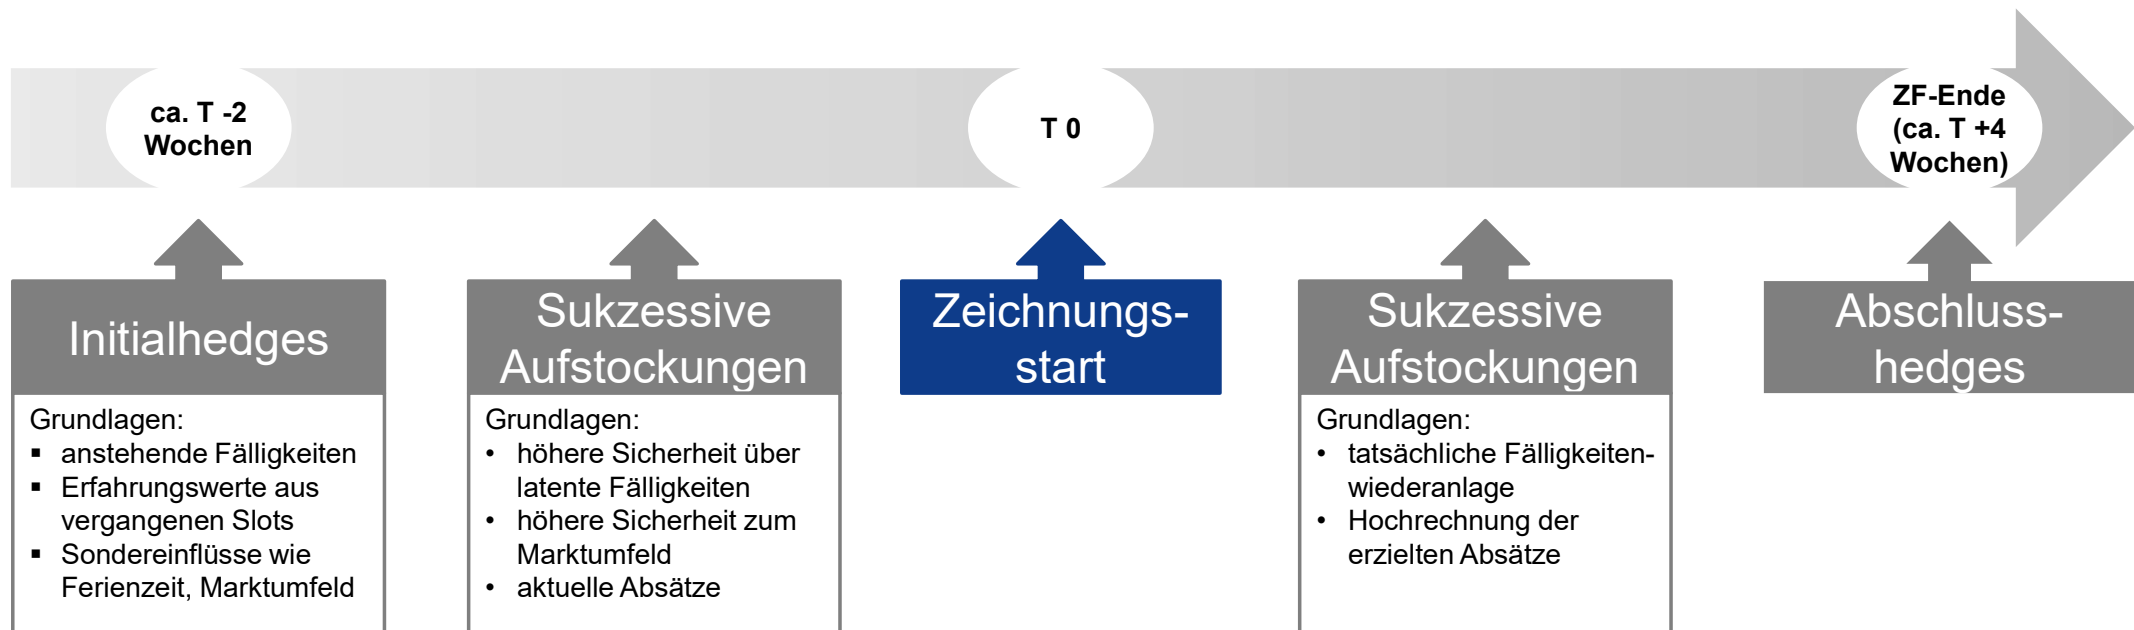 ca. T -2
Wochen
T 0
ZF-Ende
(ca. T +4
Wochen)
Initialhedges
Grundlagen:
▪ anstehende Fälligkeiten
▪ Erfahrungswerte aus
vergangenen Slots
▪ Sondereinflüsse wie
Ferienzeit, Marktumfeld
Sukzessive
Aufstockungen
Grundlagen:
• höhere Sicherheit über
latente Fälligkeiten
• höhere Sicherheit zum
Marktumfeld
• aktuelle Absätze
Zeichnungs-
start
Sukzessive
Aufstockungen
Grundlagen:
• tatsächliche Fälligkeiten-
wiederanlage
• Hochrechnung der
erzielten Absätze
Abschluss-
hedges